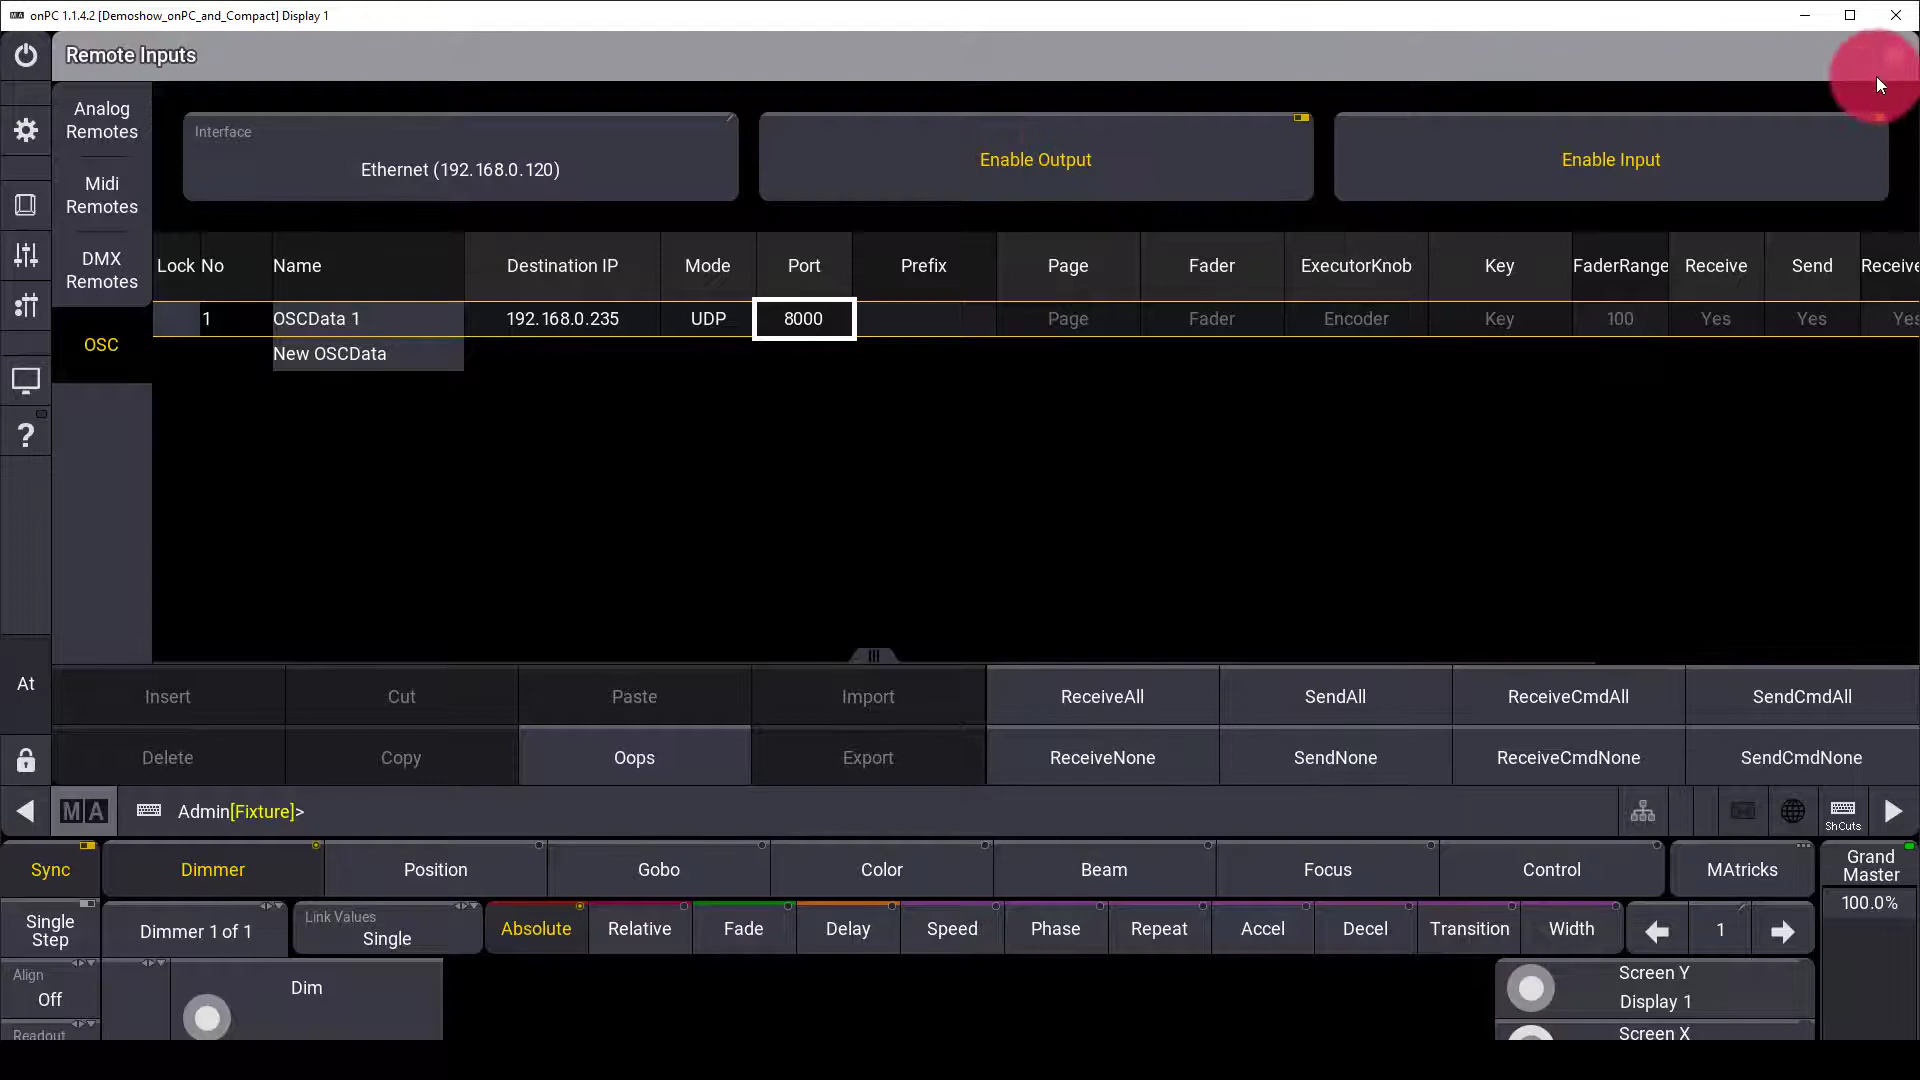 onPC 1.1.4.2 [Demoshow_onPC_and_Compact] Display 1
Remote Inputs
Analog
Remotes
Midi
Remotes
DMX
Remotes
OSC
Interface
Ethernet (192.168.0.120)
Enable Output
Enable Input
Lock No Name Destination IP Mode Port Prefix Page Fader ExecutorKnob Key FaderRange Receive Send Receive
1 OSCData 1 192.168.0.235 UDP 8000 Page Fader Encoder Key 100 Yes Yes Yes
New OSCData
?
At
Insert Cut Paste Import ReceiveAll SendAll ReceiveCmdAll SendCmdAll
Delete Copy Oops Export ReceiveNone SendNone ReceiveCmdNone SendCmdNone
MA Admin[Fixture]> ShCuts
Sync Dimmer Position Gobo Color Beam Focus Control MAtricks Grand
Master
100.0%
Single
Step
Dimmer 1 of 1
Link Values
Single
Absolute Relative Fade Delay Speed Phase Repeat Accel Decel Transition Width 1
Align
Off
Dim
Screen Y
Display 1
Readout
Screen X